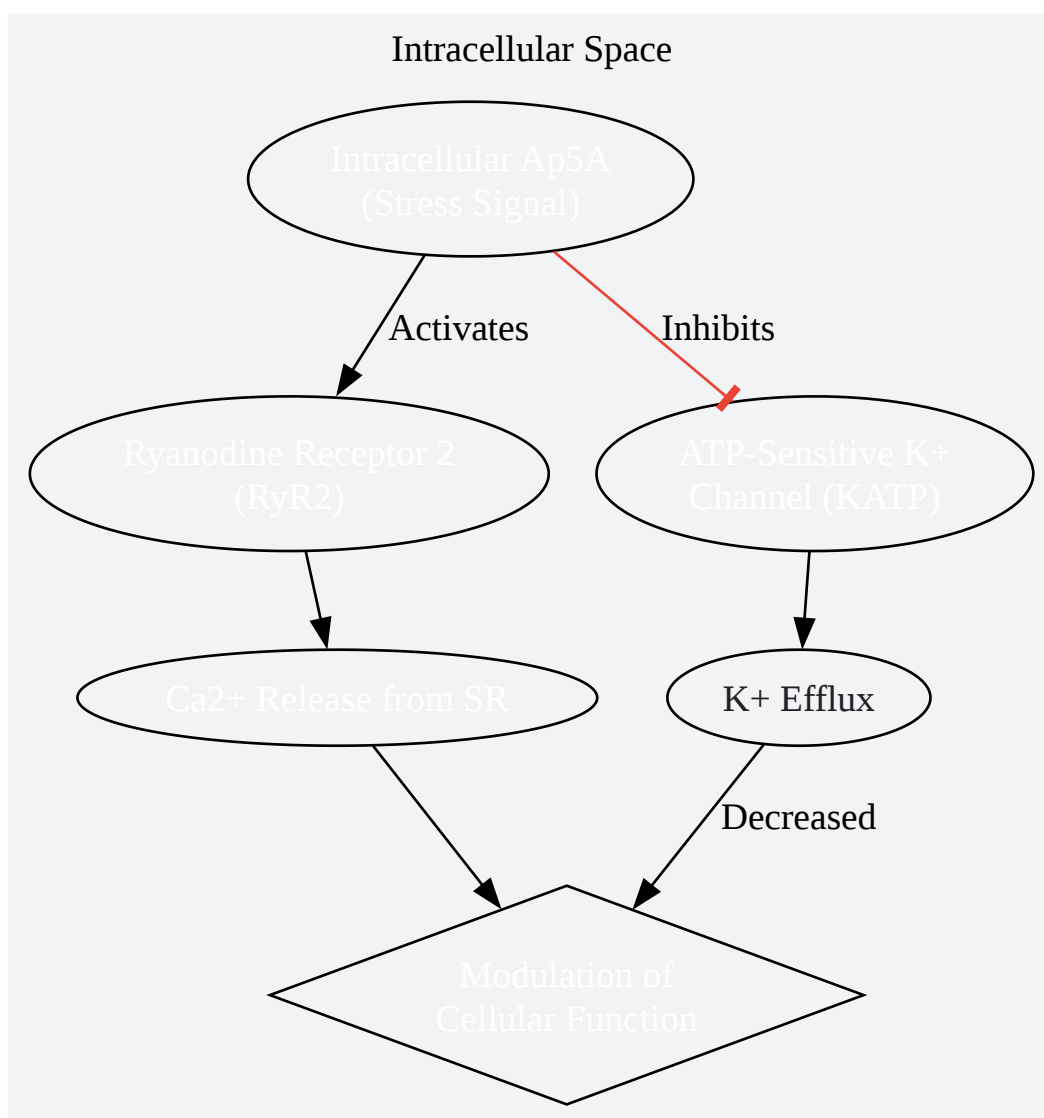 Intracellular Space
Intracellular Ap5A
(Stress Signal)
Activates
Inhibits
Ryanodine Receptor 2
(RyR2)
ATP-Sensitive K+
Channel (KATP)
Ca2+ Release from SR
K+ Efflux
Decreased
Modulation of
Cellular Function